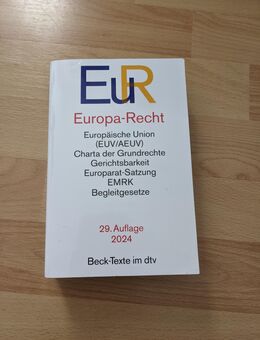 EuR
Europa-Recht
Europäische Union
(EUV/AEUV)
Charta der Grundrechte
Gerichtsbarkeit
Europarat-Satzung
EMRK
Begleitgesetze
29. Auflage
2024
Beck-Texte im dtv